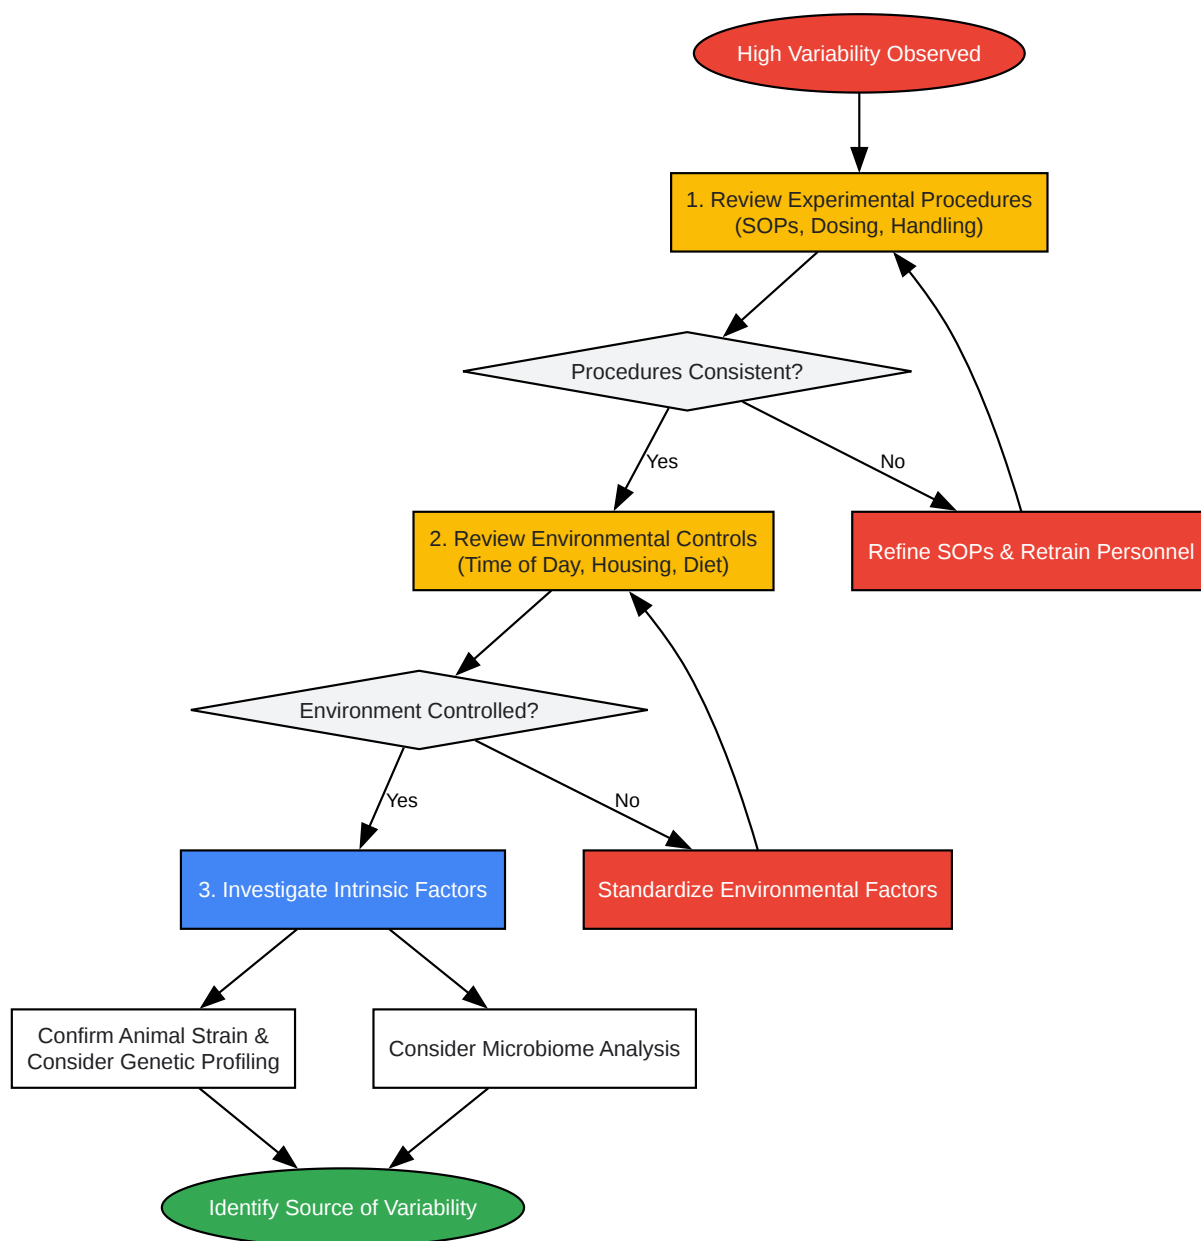 High Variability Observed
1. Review Experimental Procedures
(SOPs, Dosing, Handling)
Procedures Consistent?
Yes
No
2. Review Environmental Controls
(Time of Day, Housing, Diet)
Refine SOPs & Retrain Personnel
Environment Controlled?
Yes
No
3. Investigate Intrinsic Factors
Standardize Environmental Factors
Confirm Animal Strain &
Consider Genetic Profiling
Consider Microbiome Analysis
Identify Source of Variability